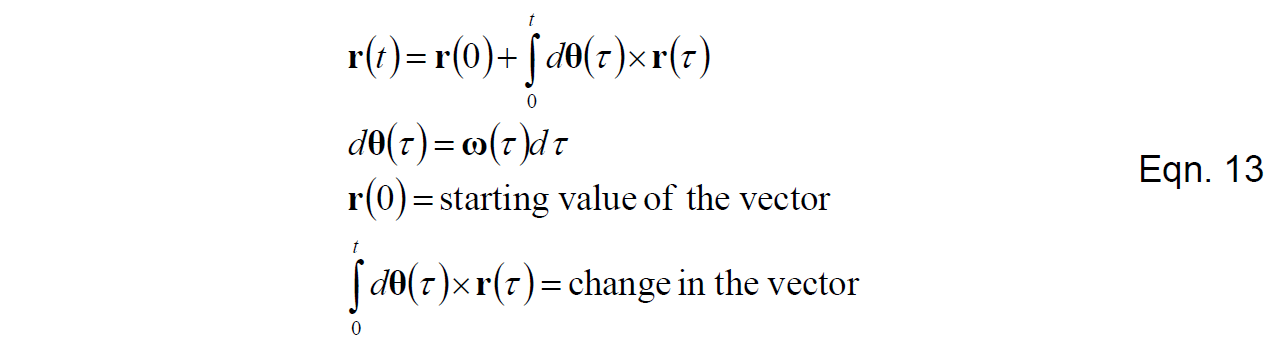 r(t) = r(0) + ∫₀ᵗ dθ(τ) × r(τ)
dθ(τ) = ω(τ)dτ
Eqn. 13
r(0) = starting value of the vector
∫₀ᵗ dθ(τ) × r(τ) = change in the vector